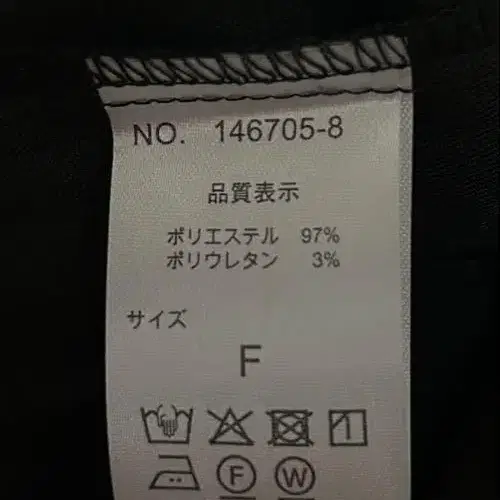 NO. 146705-8
品質表示
ポリエステル 97%
ポリウレタン 3%
サイズ
F
F W